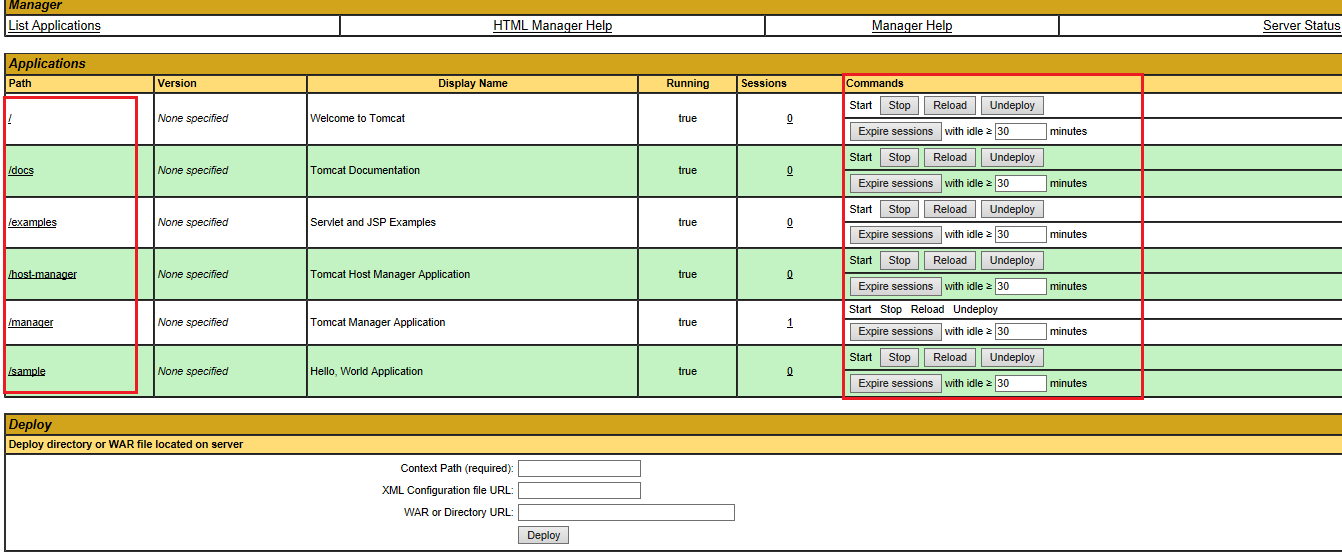 Manager
List Applications HTML Manager Help Manager Help Server Status
Applications
Path Version Display Name Running Sessions Commands
/ None specified Welcome to Tomcat true 0 Start Stop Reload Undeploy
Expire sessions with idle ≥ 30 minutes
/docs None specified Tomcat Documentation true 0 Start Stop Reload Undeploy
Expire sessions with idle ≥ 30 minutes
/examples None specified Servlet and JSP Examples true 0 Start Stop Reload Undeploy
Expire sessions with idle ≥ 30 minutes
/host-manager None specified Tomcat Host Manager Application true 0 Start Stop Reload Undeploy
Expire sessions with idle ≥ 30 minutes
/manager None specified Tomcat Manager Application true 1 Start Stop Reload Undeploy
Expire sessions with idle ≥ 30 minutes
/sample None specified Hello, World Application true 0 Start Stop Reload Undeploy
Expire sessions with idle ≥ 30 minutes
Deploy
Deploy directory or WAR file located on server
Context Path (required):
XML Configuration file URL:
WAR or Directory URL:
Deploy